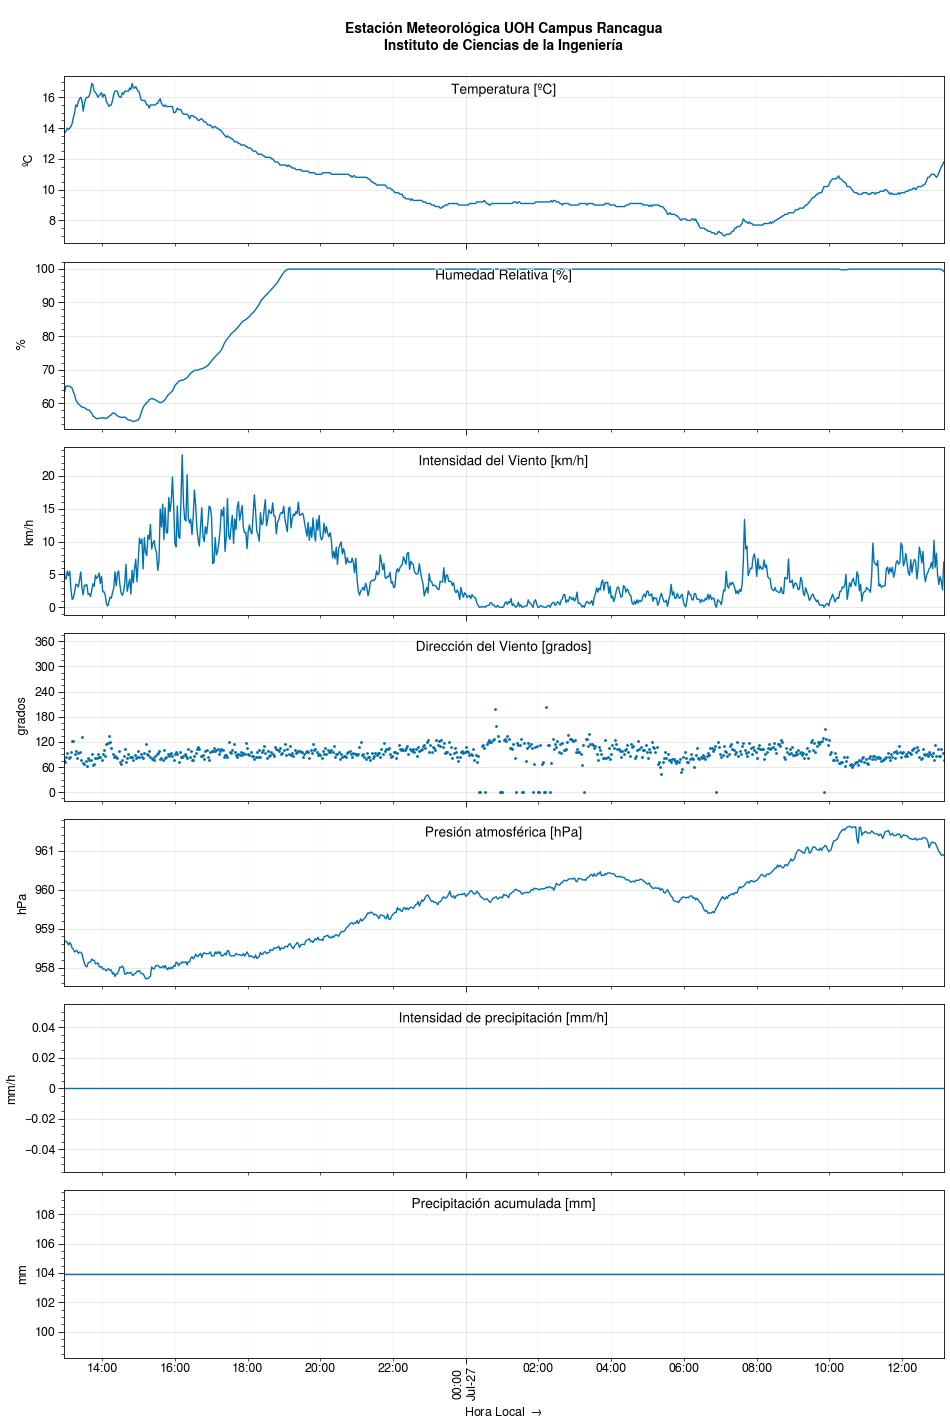 Estación Meteorológica UOH Campus Rancagua
Instituto de Ciencias de la Ingeniería
Temperatura [ºC]
16
14
12
10
8
ºC
Humedad Relativa [%]
100
90
80
70
60
%
Intensidad del Viento [km/h]
20
15
10
5
0
km/h
Dirección del Viento [grados]
360
300
240
180
120
60
0
grados
Presión atmosférica [hPa]
961
960
959
958
hPa
Intensidad de precipitación [mm/h]
0.04
0.02
0
−0.02
−0.04
mm/h
Precipitación acumulada [mm]
108
106
104
102
100
mm
14:00 16:00 18:00 20:00 22:00 00:00 02:00 04:00 06:00 08:00 10:00 12:00
Jul-27
Hora Local →